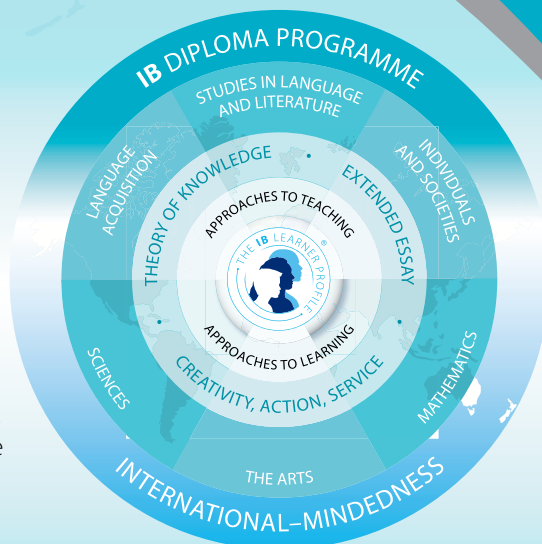 IB DIPLOMA PROGRAMME
STUDIES IN LANGUAGE
AND LITERATURE
LANGUAGE
ACQUISITION
INDIVIDUALS
AND SOCIETIES
THEORY OF KNOWLEDGE
•
EXTENDED ESSAY
APPROACHES TO TEACHING
THE IB LEARNER PROFILE ®
APPROACHES TO LEARNING
•
CREATIVITY, ACTION, SERVICE
•
SCIENCES
MATHEMATICS
THE ARTS
e
INTERNATIONAL–MINDEDNESS